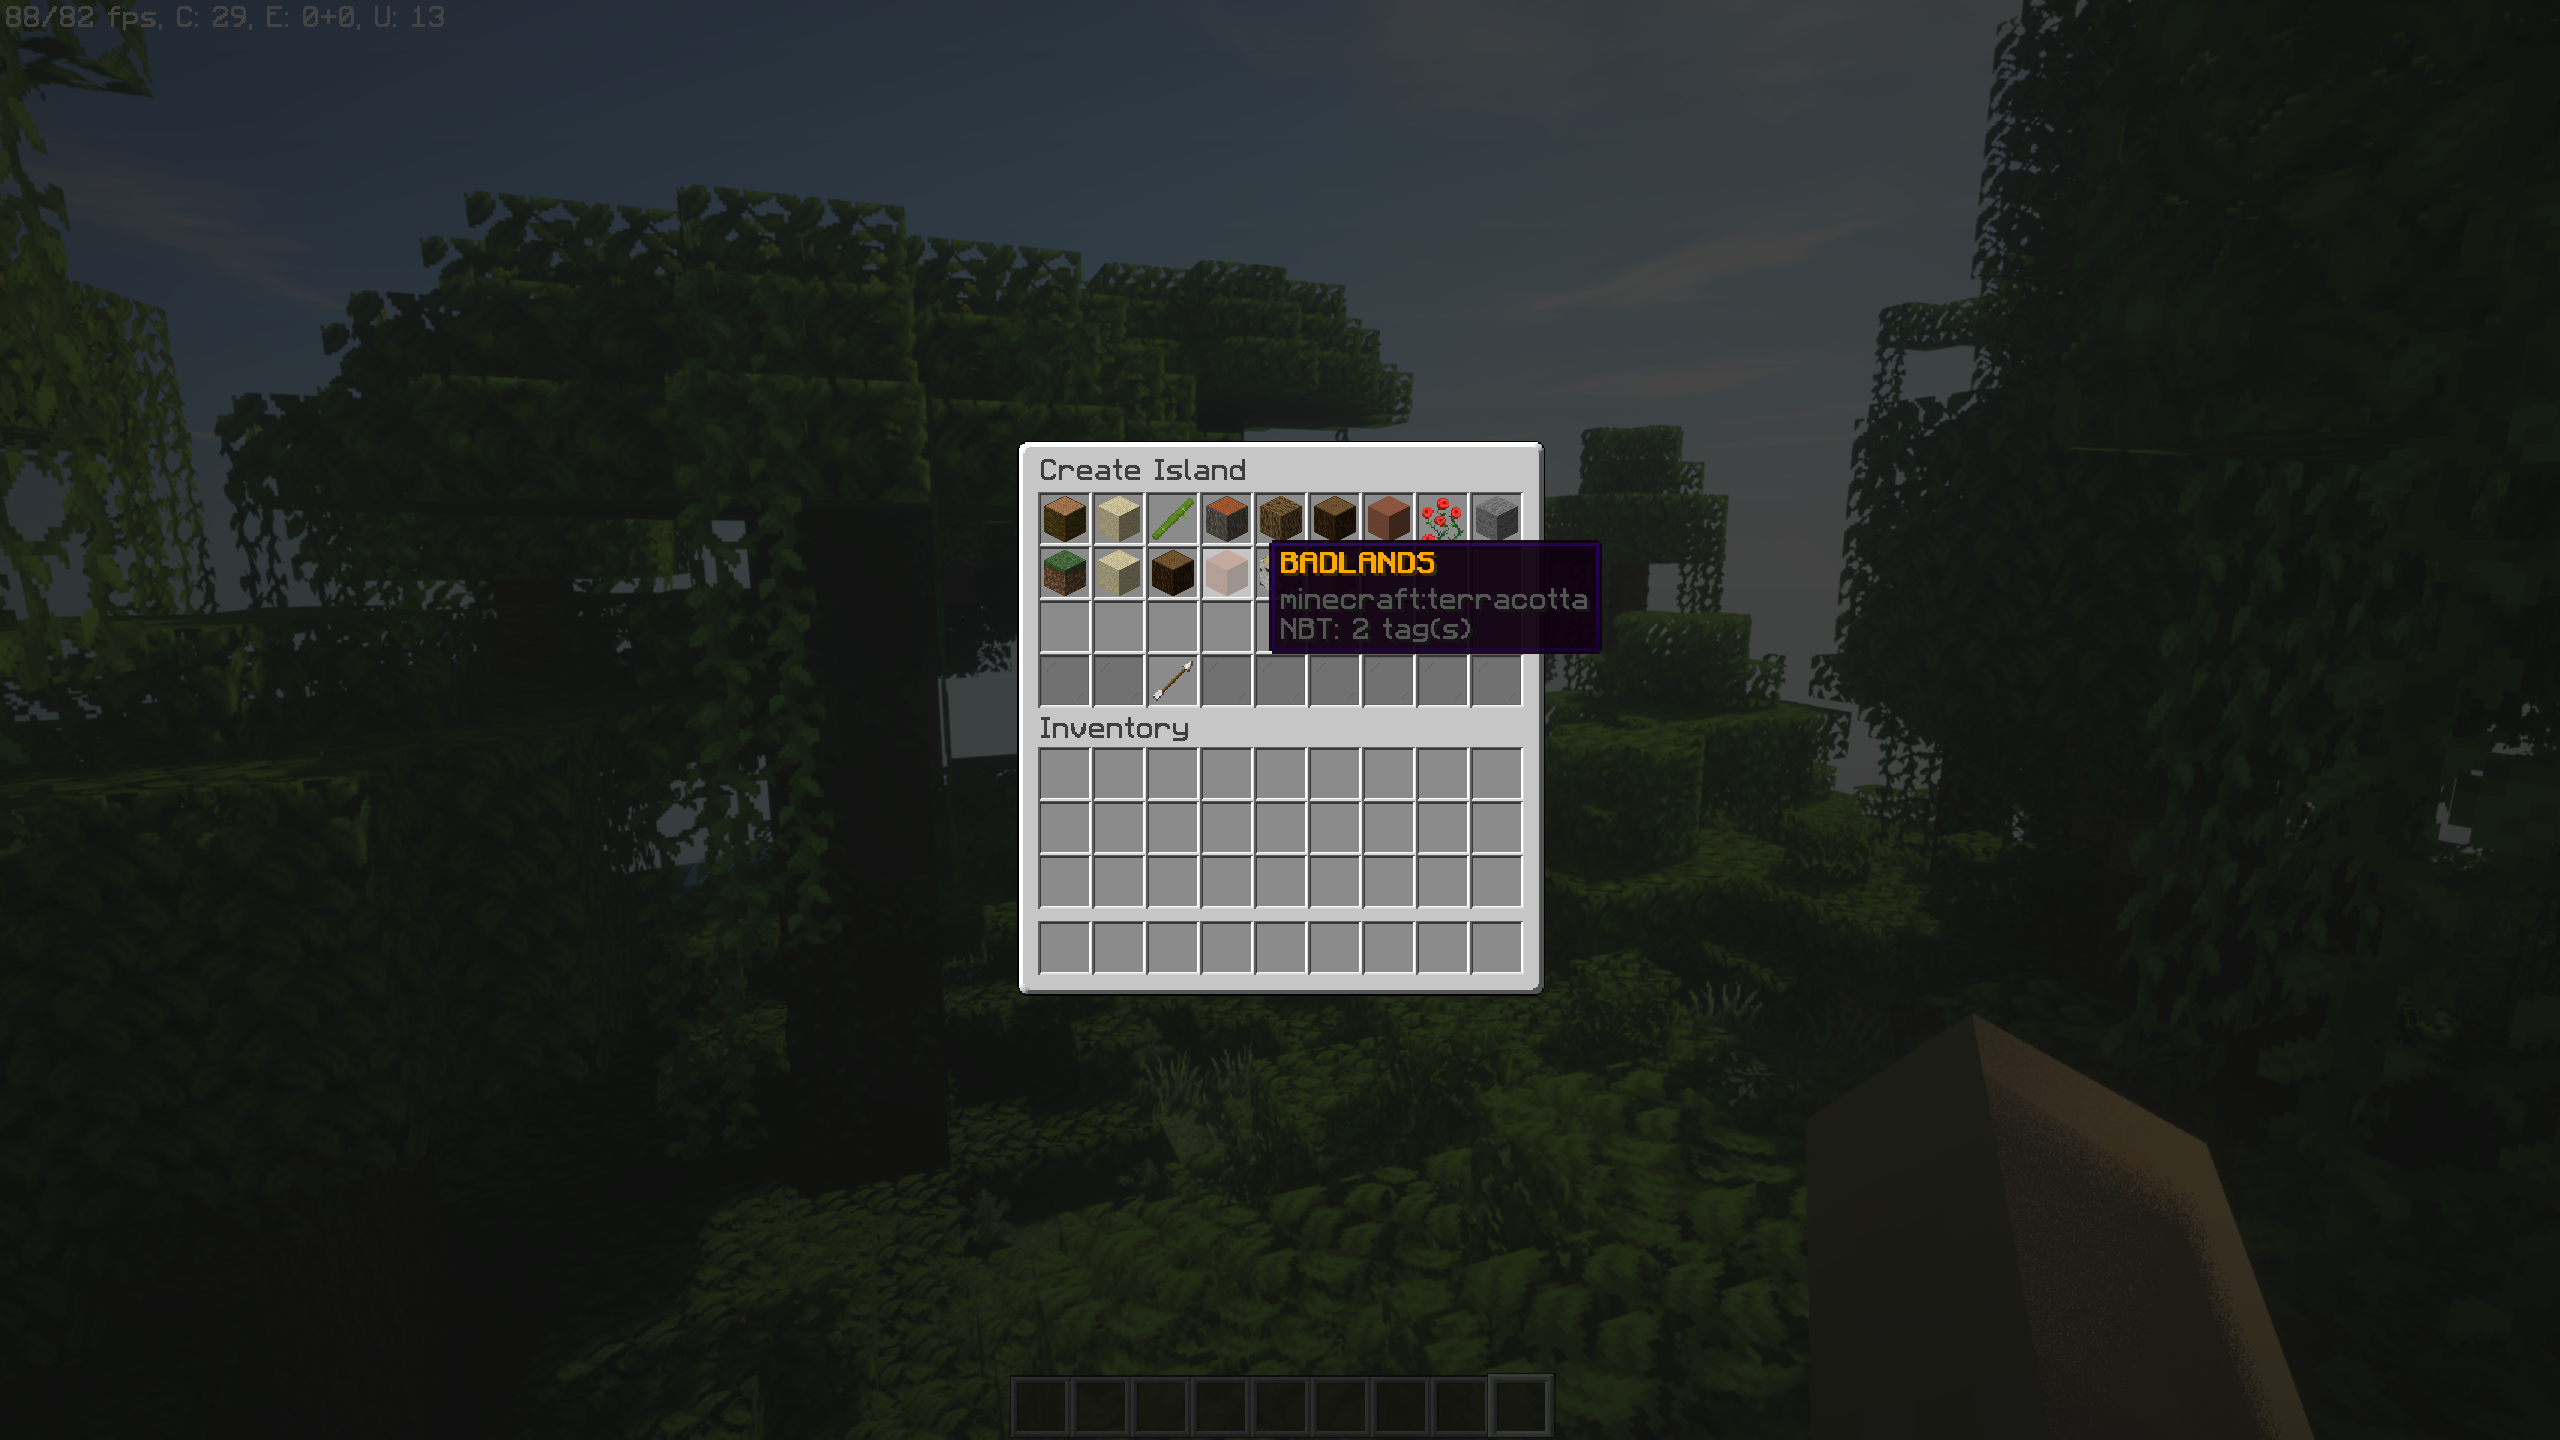 88/82 fps, C: 29, E: 0+0, U: 13
Create Island
BADLANDS
minecraft:terracotta
NBT: 2 tag(s)
Inventory